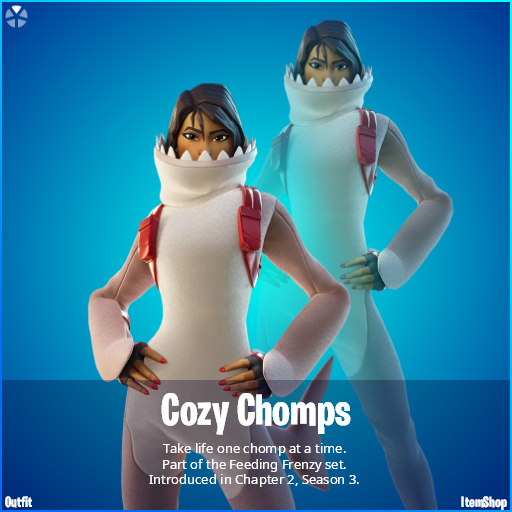 Cozy Chomps
Take life one chomp at a time.
Part of the Feeding Frenzy set.
Introduced in Chapter 2, Season 3.
Outfit
ItemShop